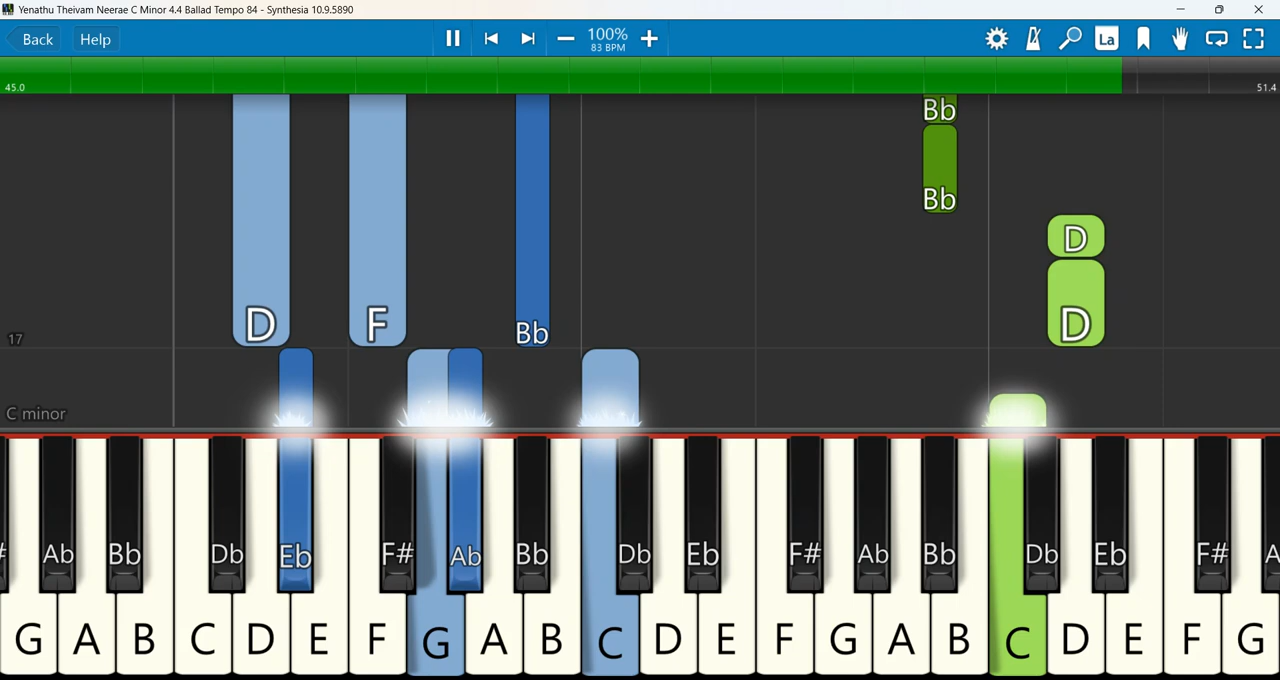 Yenathu Theivam Neerae C Minor 4.4 Ballad Tempo 84 - Synthesia 10.9.5890
Back Help 100% La
83 BPM
45.0 51.4
Bb
Bb
D
D F Bb D
17
C minor
Ab Bb Db Eb F# Ab Bb Db Eb F# Ab Bb Db Eb F#
G A B C D E F G A B C D E F G A B C D E F G